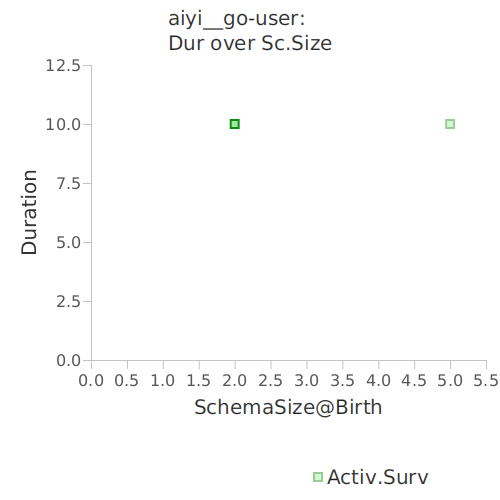 aiyi__go-user:
Dur over Sc.Size
12.5
10.0
7.5
5.0
2.5
0.0
Duration
0.0 0.5 1.0 1.5 2.0 2.5 3.0 3.5 4.0 4.5 5.0 5.5
SchemaSize@Birth
Activ.Surv